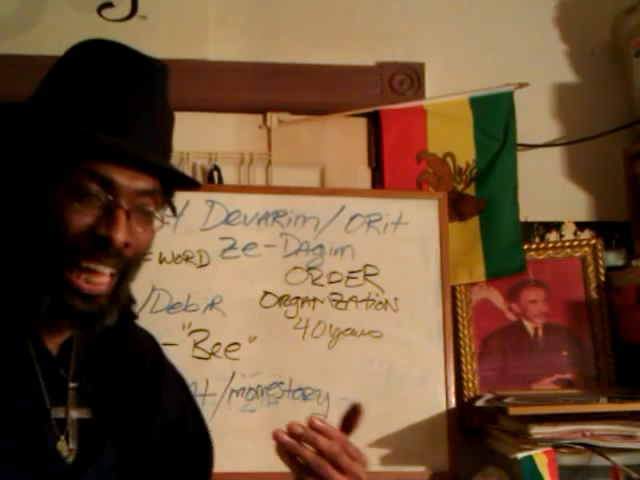 Devarim/ORit
=WORD Ze-Dagim
ORDER
/DebiR ORgANiZATiON
40 years
-"Bee"
/monestory